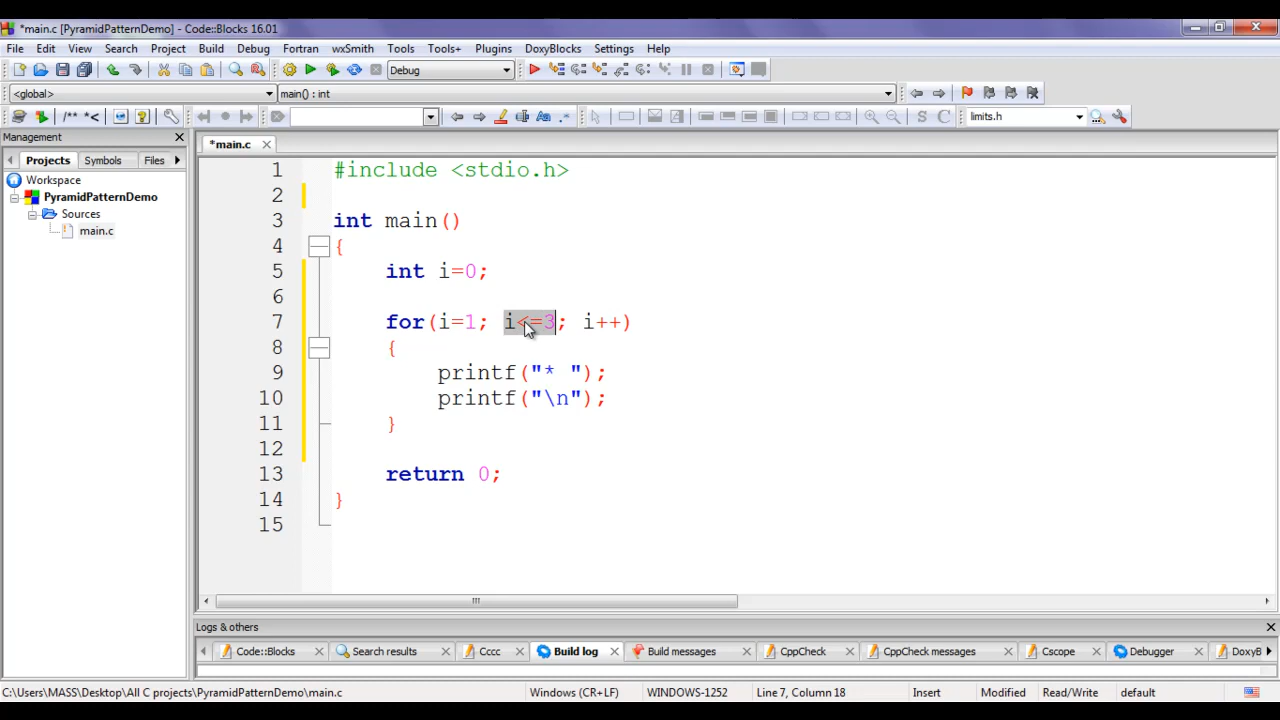 *main.c [PyramidPatternDemo] - Code::Blocks 16.01
File Edit View Search Project Build Debug Fortran wxSmith Tools Tools+ Plugins DoxyBlocks Settings Help
Debug
<global> main() : int
/** *< Aa .* S C limits.h
Management
Projects Symbols Files
*main.c
Workspace
PyramidPatternDemo
Sources
main.c
1 #include <stdio.h>
2
3 int main()
4 {
5 int i=0;
6
7 for(i=1; i<=3; i++)
8 {
9 printf("* ");
10 printf("\n");
11 }
12
13 return 0;
14 }
15
Logs & others
Code::Blocks Search results Cccc Build log Build messages CppCheck CppCheck messages Cscope Debugger DoxyB
C:\Users\MASS\Desktop\All C projects\PyramidPatternDemo\main.c Windows (CR+LF) WINDOWS-1252 Line 7, Column 18 Insert Modified Read/Write default